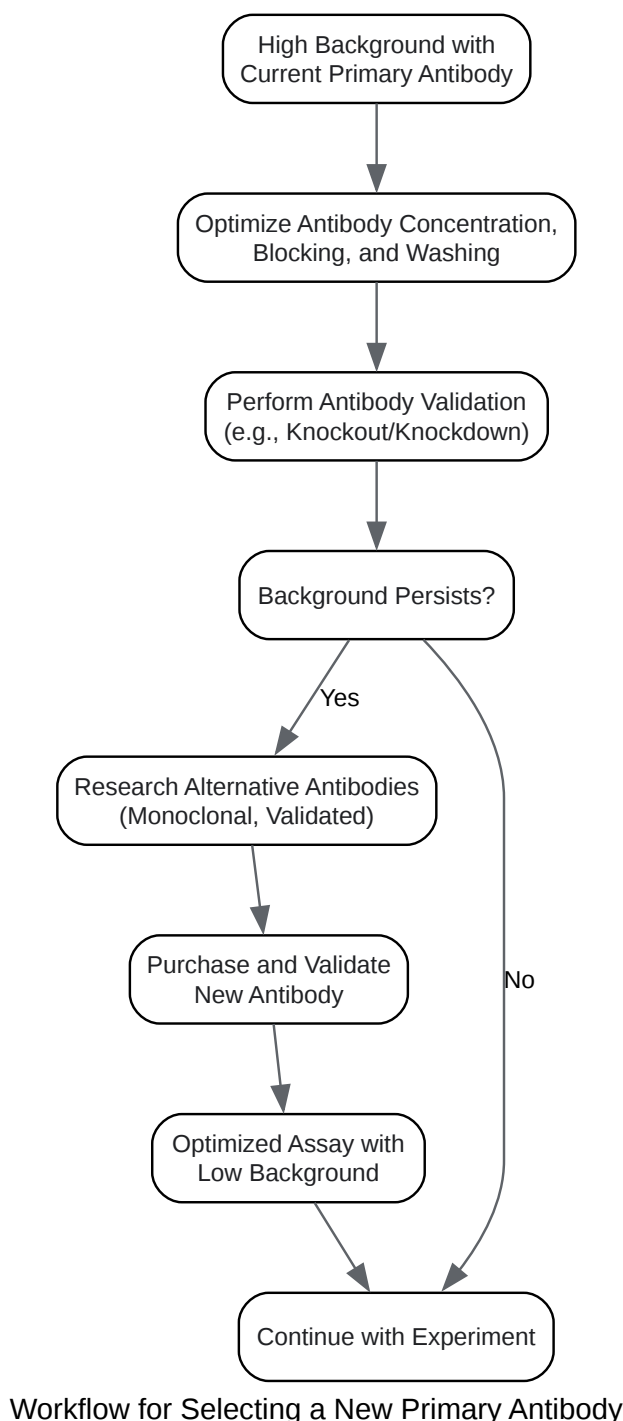 High Background with
Current Primary Antibody
Optimize Antibody Concentration,
Blocking, and Washing
Perform Antibody Validation
(e.g., Knockout/Knockdown)
Background Persists?
Yes
Research Alternative Antibodies
(Monoclonal, Validated)
Purchase and Validate
New Antibody
No
Optimized Assay with
Low Background
Continue with Experiment
Workflow for Selecting a New Primary Antibody